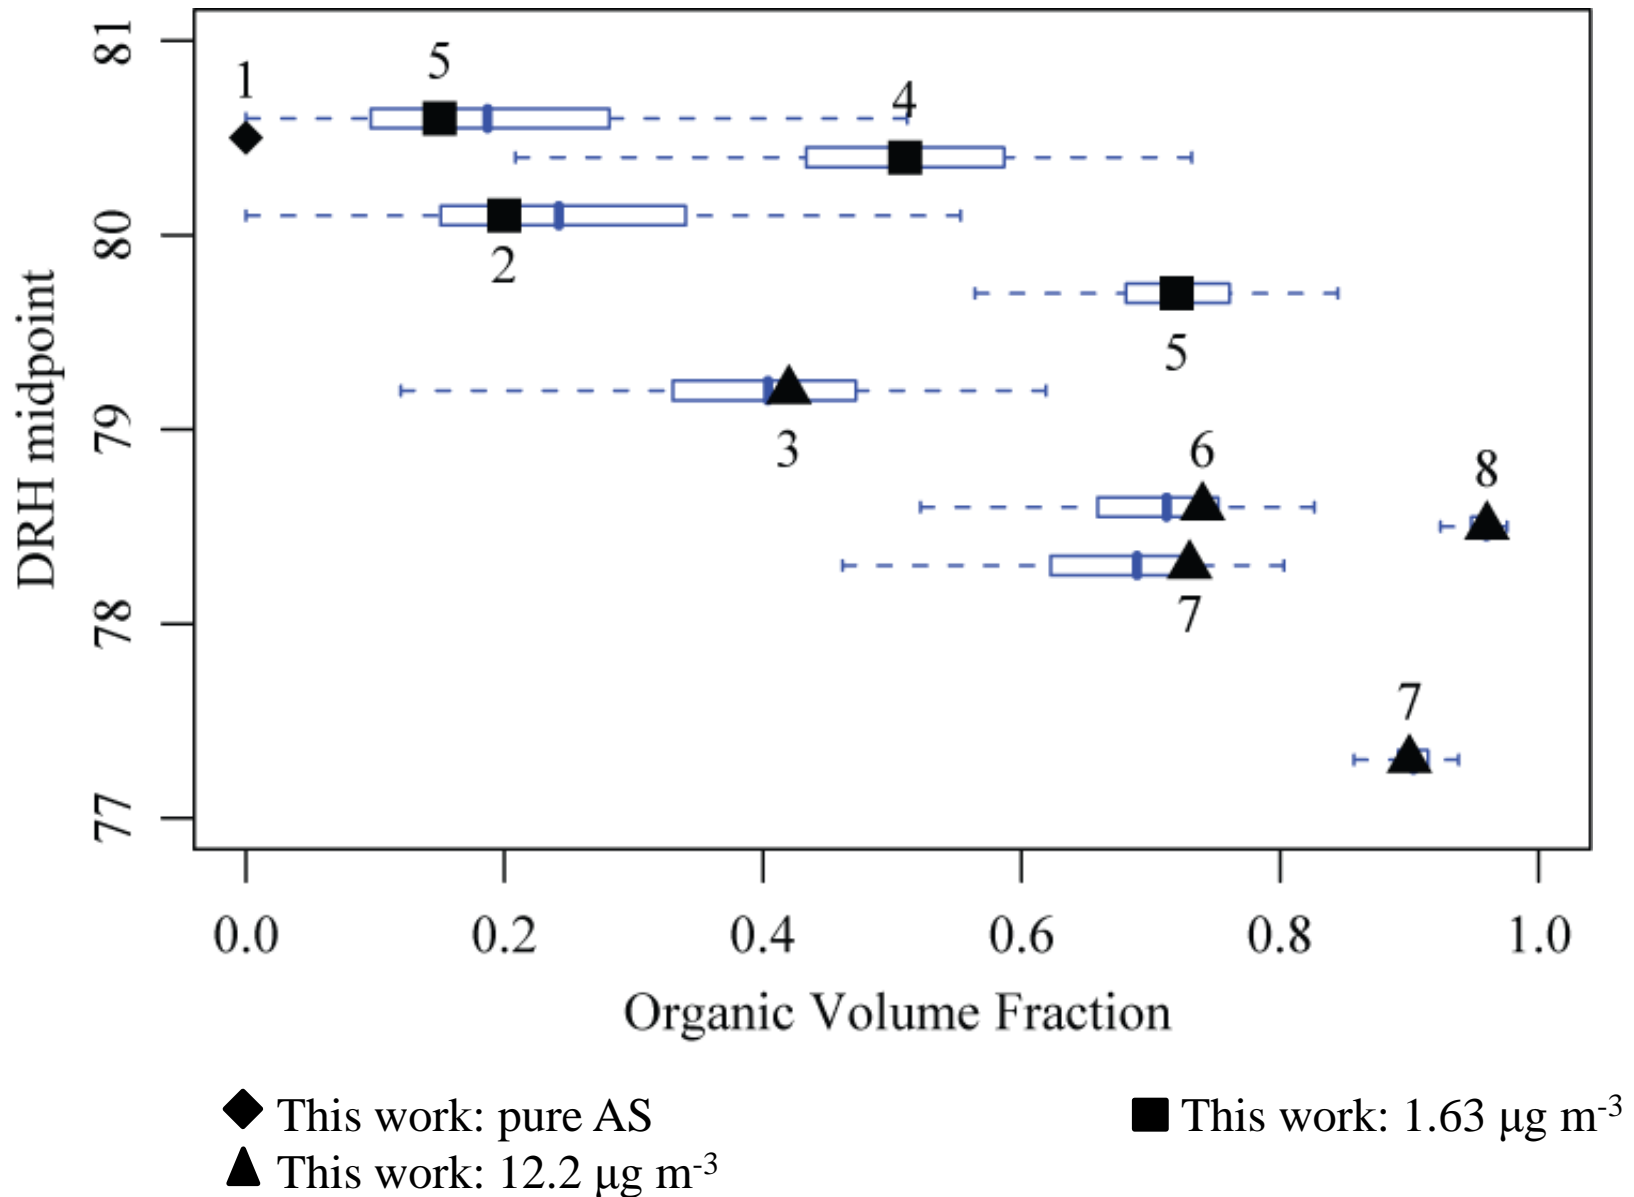 81
5
1
4
80
2
5
DRH midpoint
79
3
6
8
78
7
7
77
0.0 0.2 0.4 0.6 0.8 1.0
Organic Volume Fraction
This work: pure AS
This work: 1.63 µg m-3
This work: 12.2 µg m-3